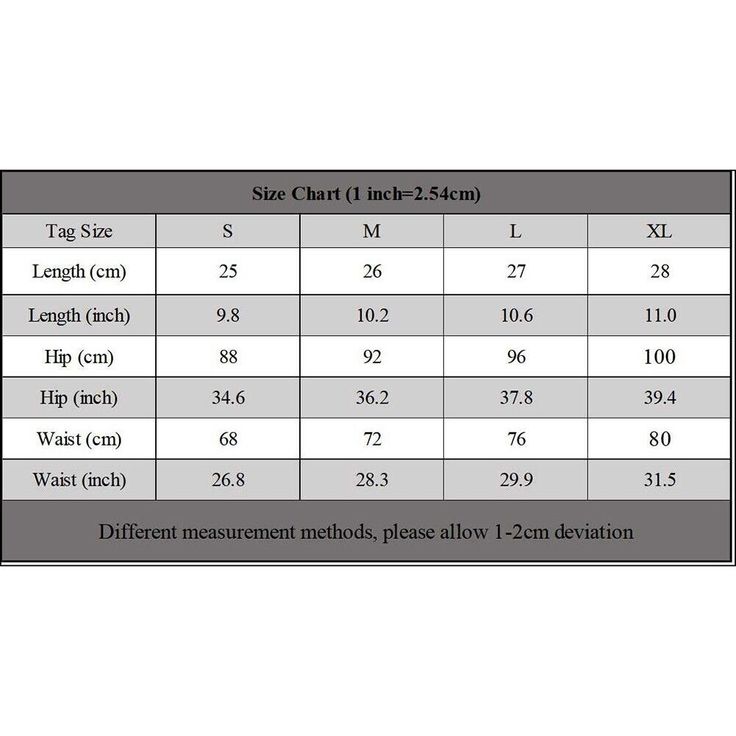 Size Chart (1 inch=2.54cm)
Tag Size S M L XL
Length (cm) 25 26 27 28
Length (inch) 9.8 10.2 10.6 11.0
Hip (cm) 88 92 96 100
Hip (inch) 34.6 36.2 37.8 39.4
Waist (cm) 68 72 76 80
Waist (inch) 26.8 28.3 29.9 31.5
Different measurement methods, please allow 1-2cm deviation